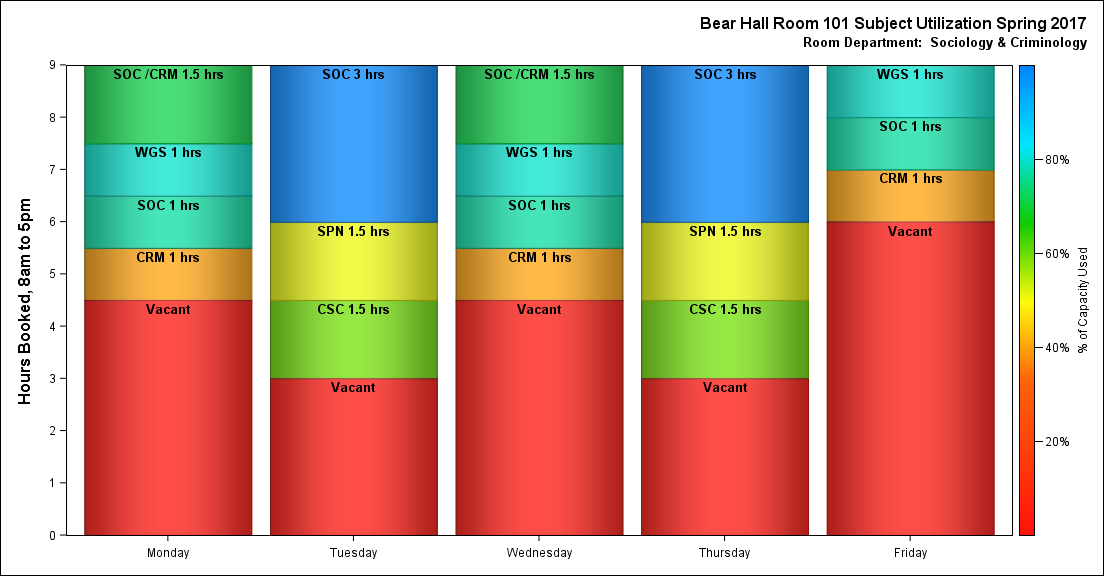 Bear Hall Room 101 Subject Utilization Spring 2017
Room Department:  Sociology & Criminology
Hours Booked, 8am to 5pm
9
8
7
6
5
4
3
2
1
0
SOC /CRM 1.5 hrs
WGS 1 hrs
SOC 1 hrs
CRM 1 hrs
Vacant
Monday
SOC 3 hrs
SPN 1.5 hrs
CSC 1.5 hrs
Vacant
Tuesday
SOC /CRM 1.5 hrs
WGS 1 hrs
SOC 1 hrs
CRM 1 hrs
Vacant
Wednesday
SOC 3 hrs
SPN 1.5 hrs
CSC 1.5 hrs
Vacant
Thursday
WGS 1 hrs
SOC 1 hrs
CRM 1 hrs
Vacant
Friday
80%
60%
40%
20%
% of Capacity Used